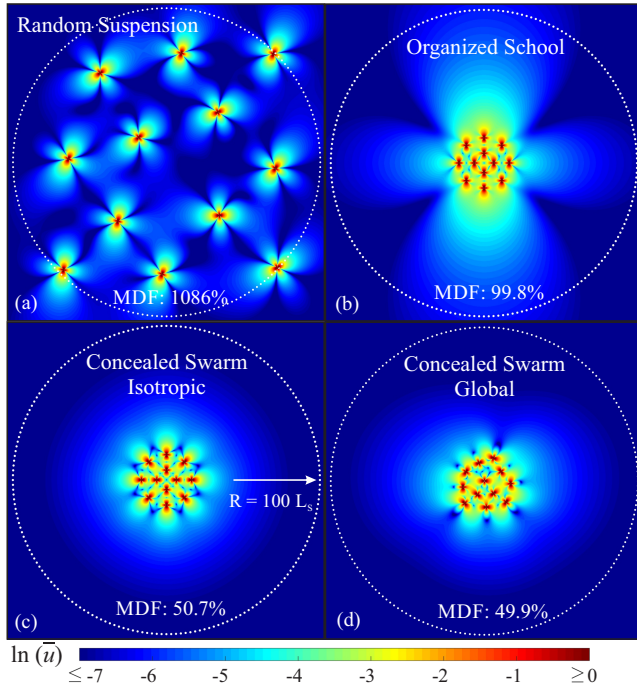 Random Suspension
(a)
MDF: 1086%
Organized School
(b)
MDF: 99.8%
Concealed Swarm
Isotropic
R = 100 Lₛ
(c)
MDF: 50.7%
Concealed Swarm
Global
(d)
MDF: 49.9%
ln (u̅)
≤ -7 -6 -5 -4 -3 -2 -1 ≥ 0